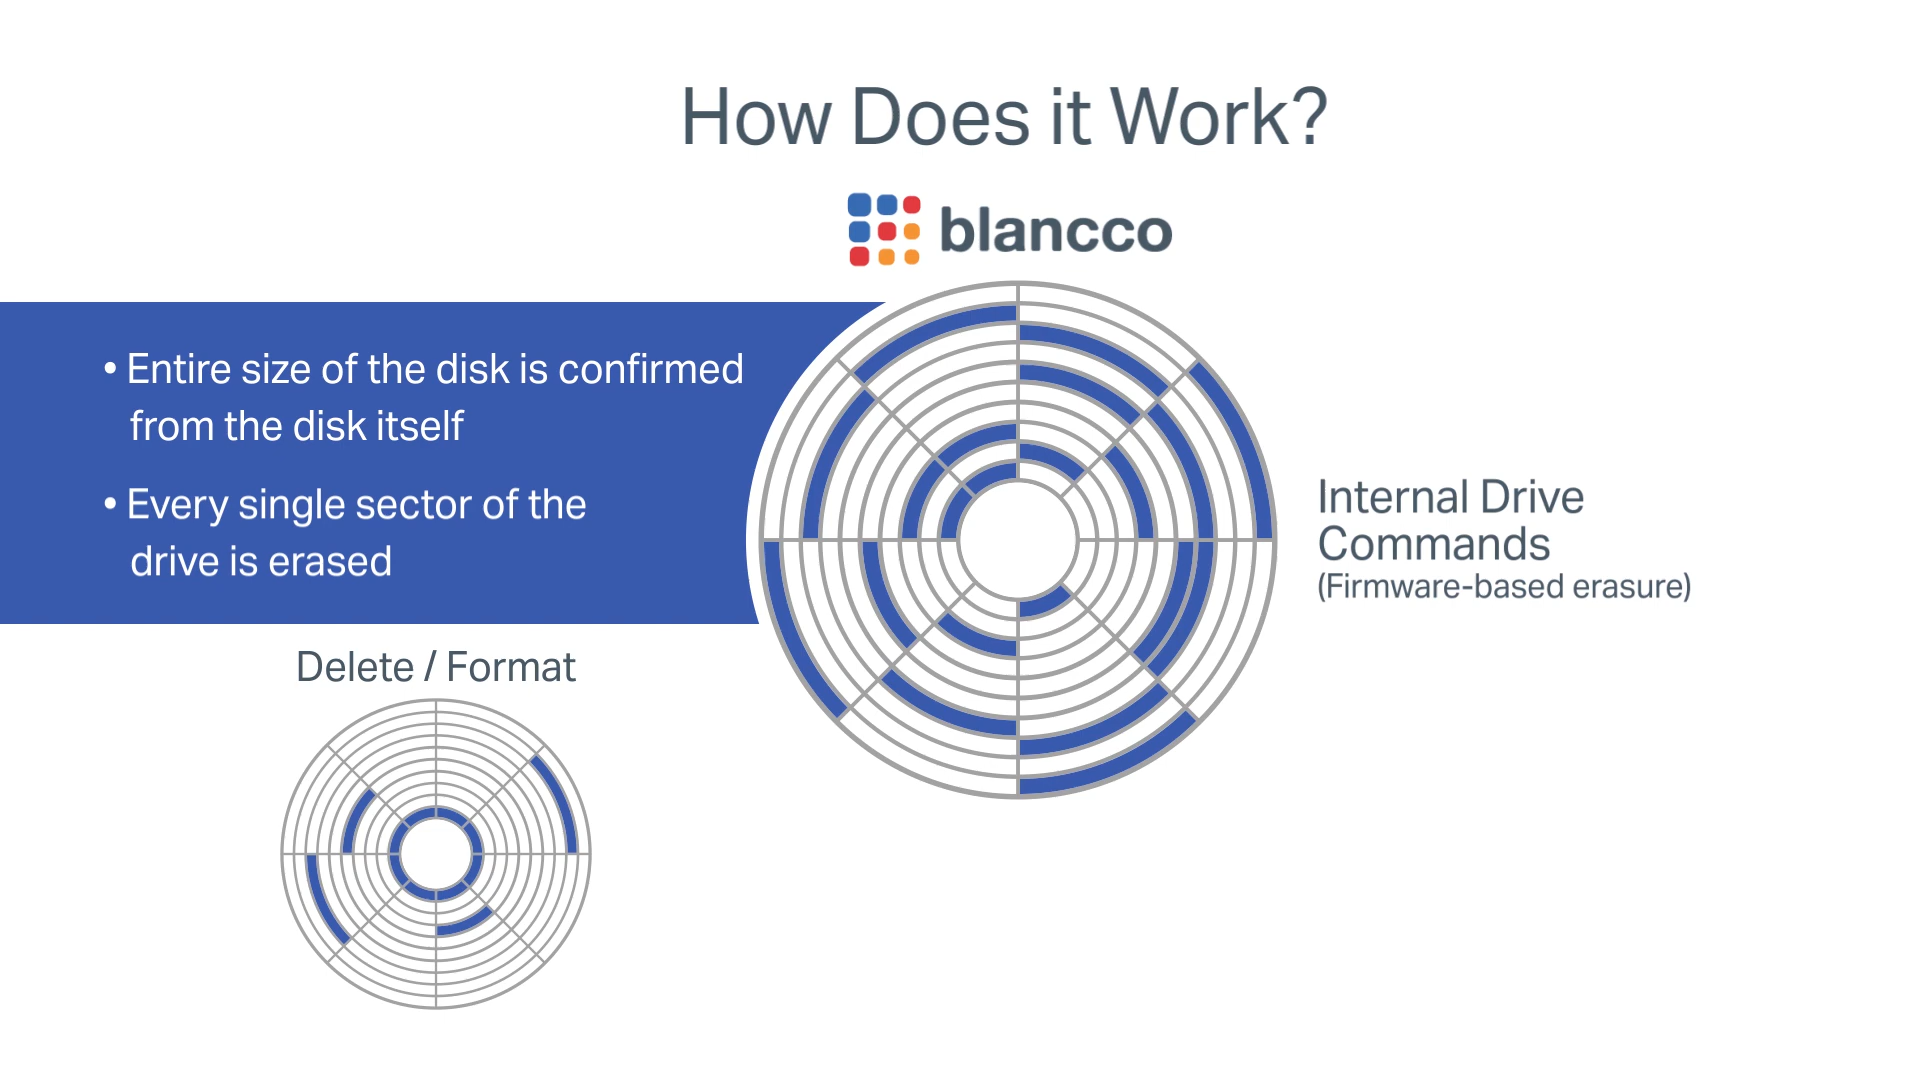 How Does it Work?
blancco
• Entire size of the disk is confirmed
from the disk itself
• Every single sector of the
drive is erased
Internal Drive
Commands
(Firmware-based erasure)
Delete / Format